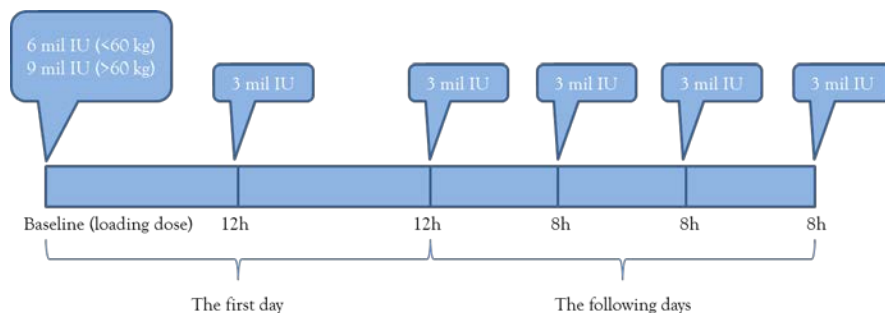 6 mil IU (<60 kg)
9 mil IU (>60 kg)
3 mil IU
3 mil IU
3 mil IU
3 mil IU
3 mil IU
Baseline (loading dose)
12h
12h
8h
8h
8h
The first day
The following days